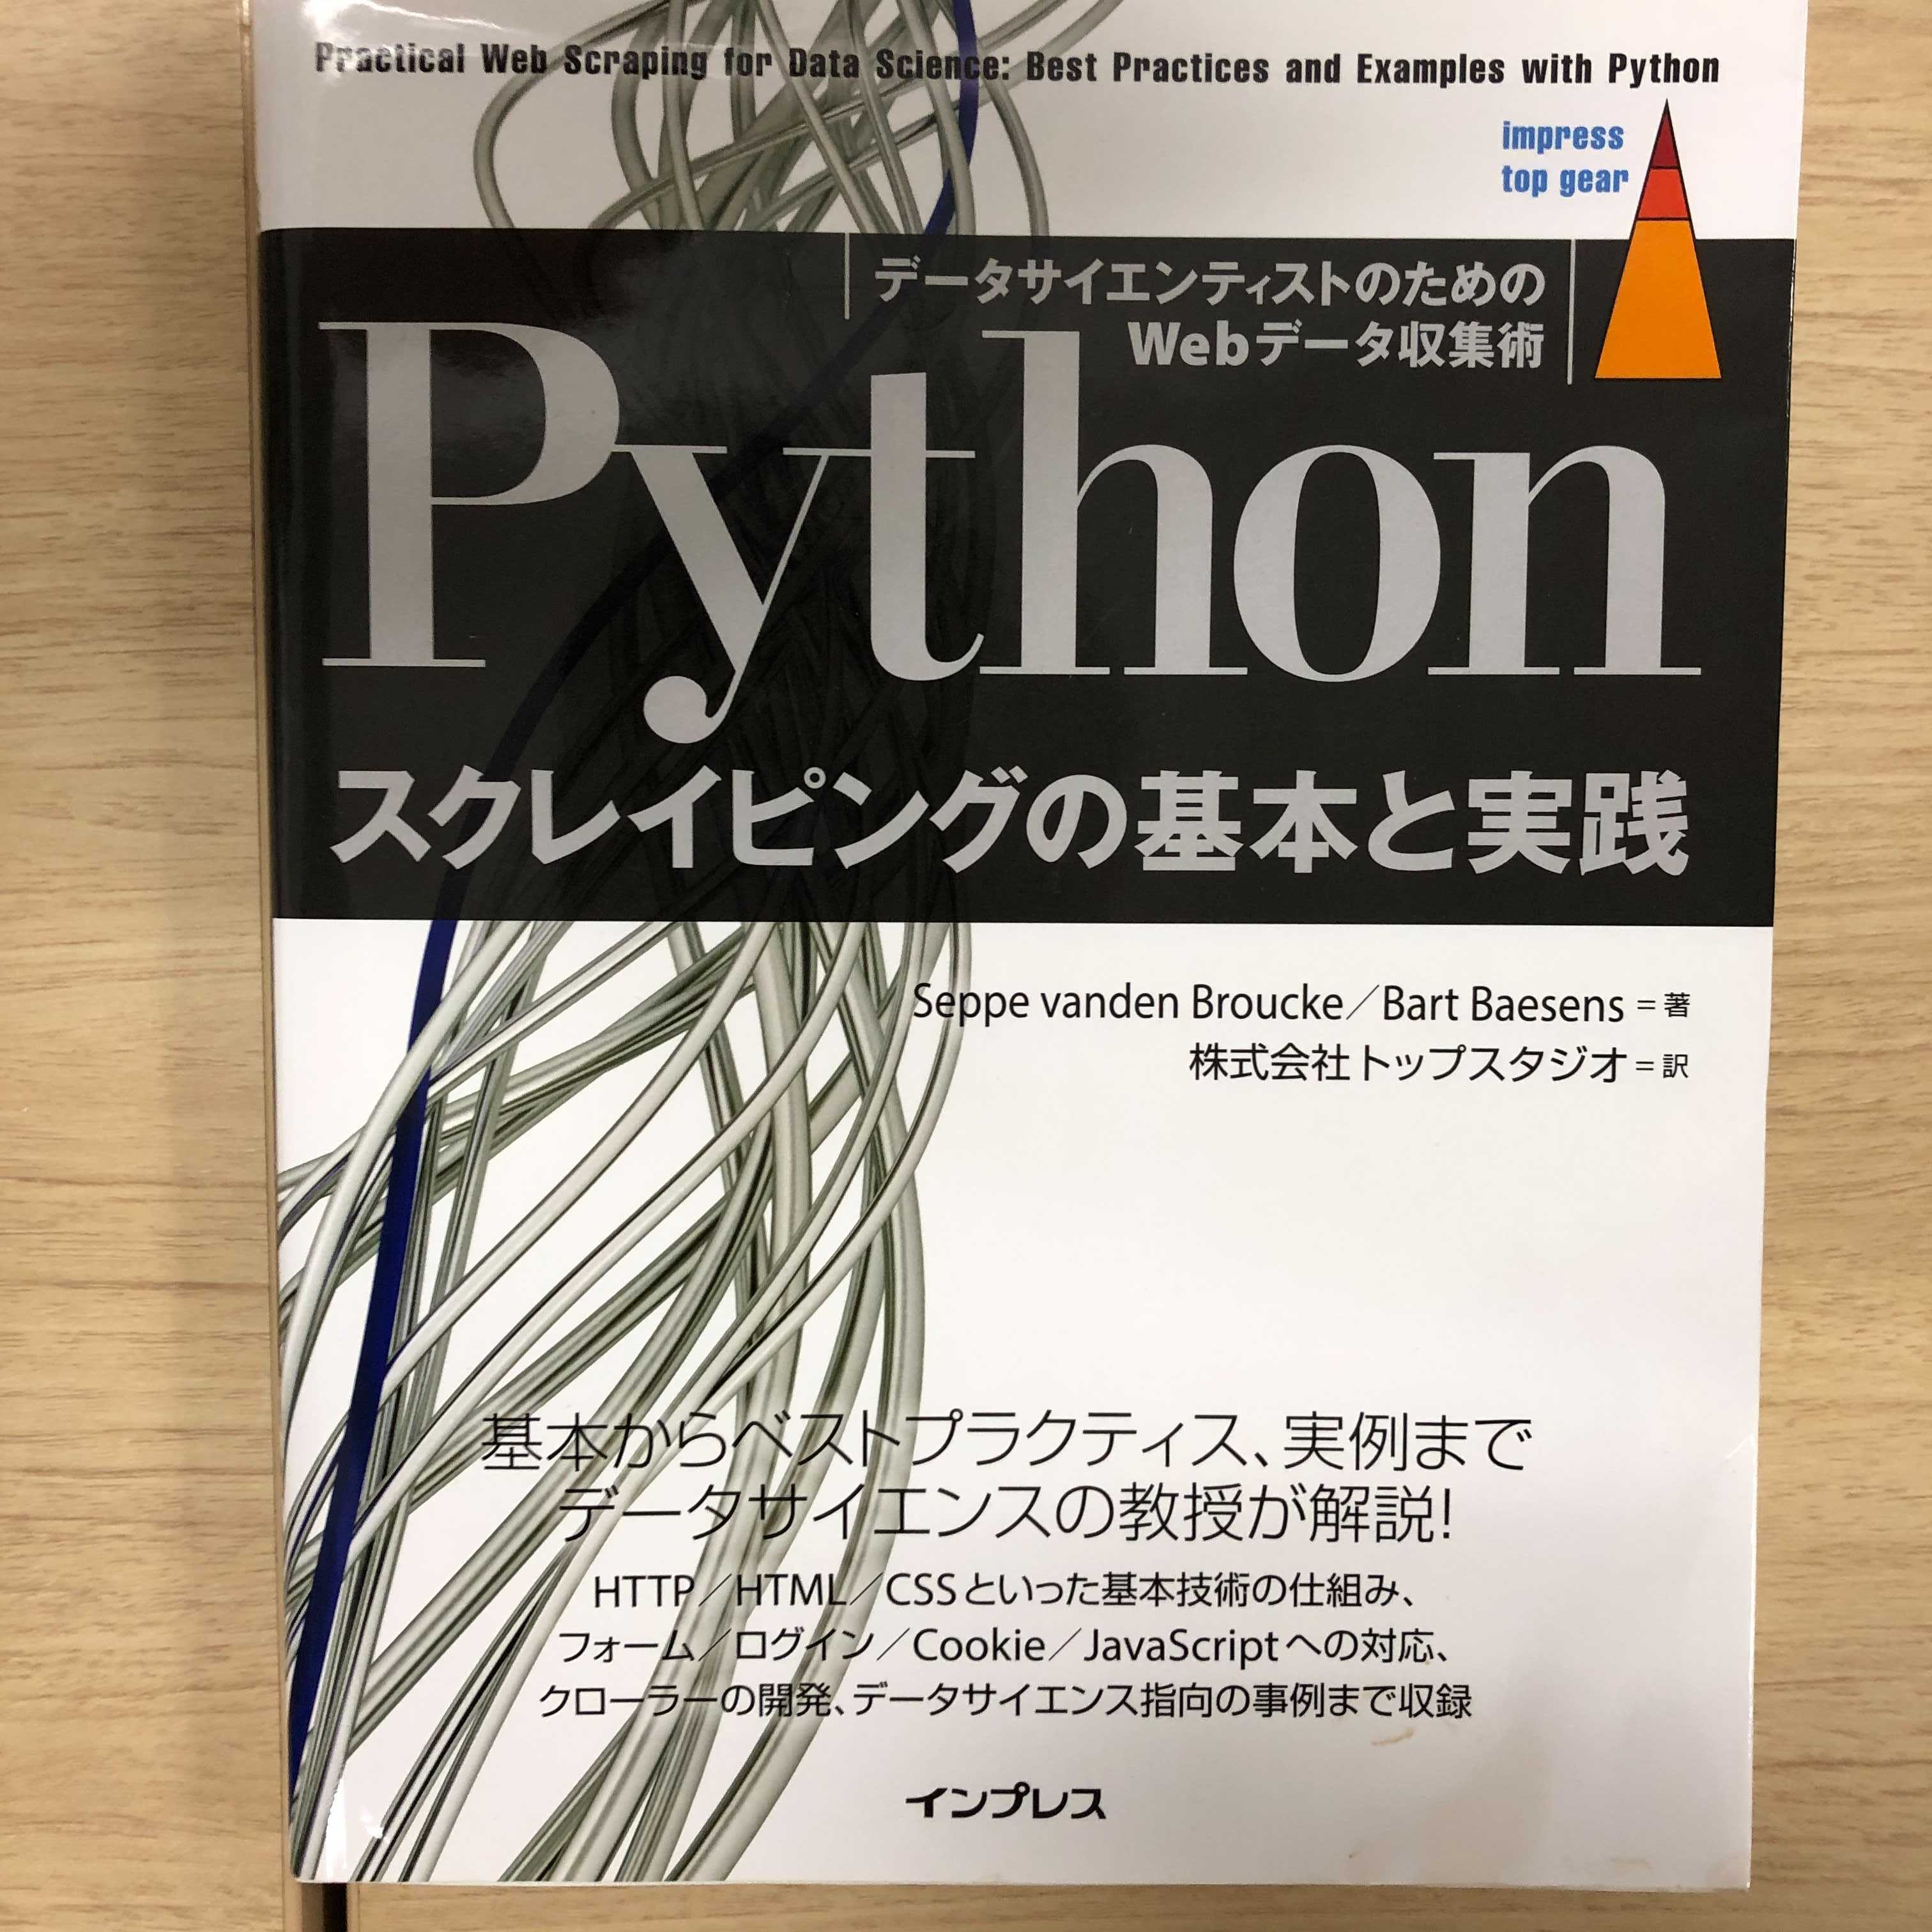 Practical Web Scraping for Data Science: Best Practices and Examples with Python
impress
top gear
データサイエンティストのための
Webデータ収集術
Python
スクレイピングの基本と実践
Seppe vanden Broucke／Bart Baesens＝著
株式会社トップスタジオ＝訳
基本からベストプラクティス、実例まで
データサイエンスの教授が解説！
HTTP／HTML／CSSといった基本技術の仕組み、
フォーム／ログイン／Cookie／JavaScriptへの対応、
クローラーの開発、データサイエンス指向の事例まで収録
インプレス